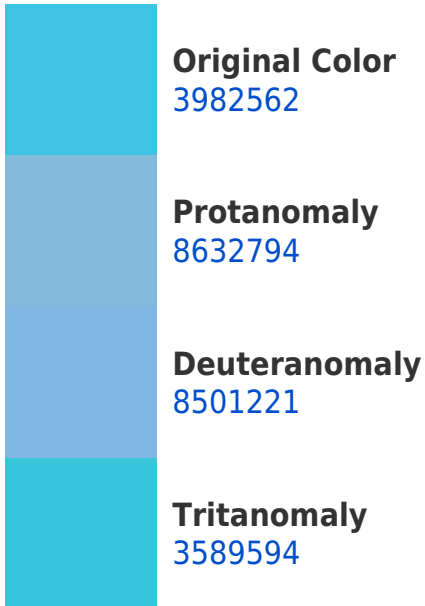 Original Color
3982562
Protanomaly
8632794
Deuteranomaly
8501221
Tritanomaly
3589594